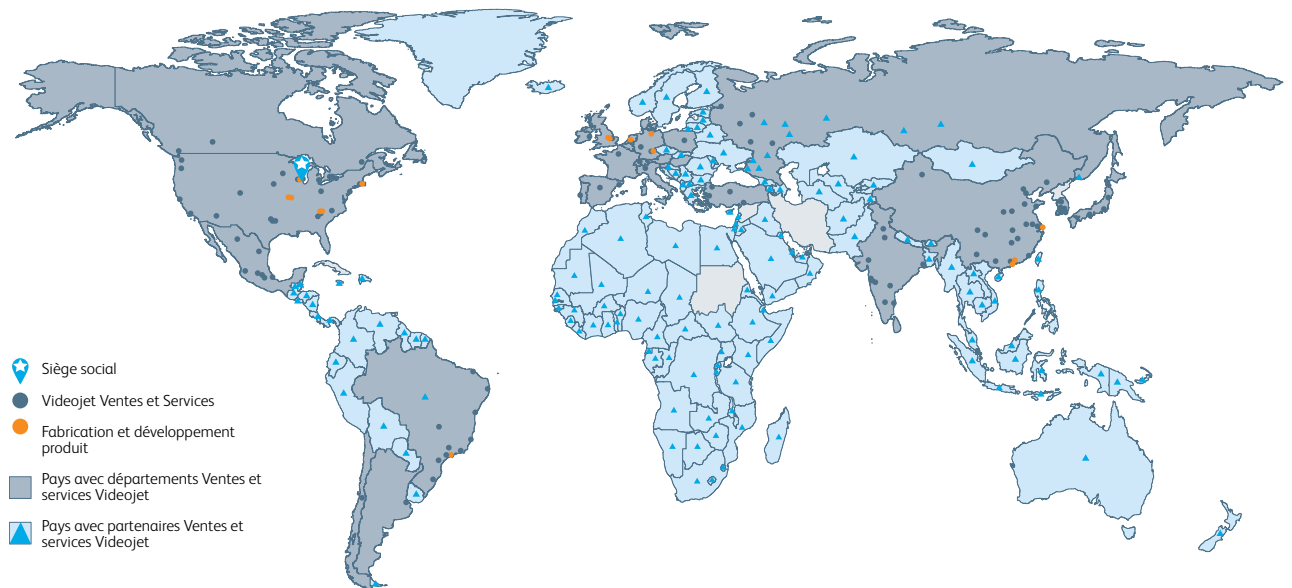 Siège social
Videojet Ventes et Services
Fabrication et développement
produit
Pays avec départements Ventes et
services Videojet
Pays avec partenaires Ventes et
services Videojet